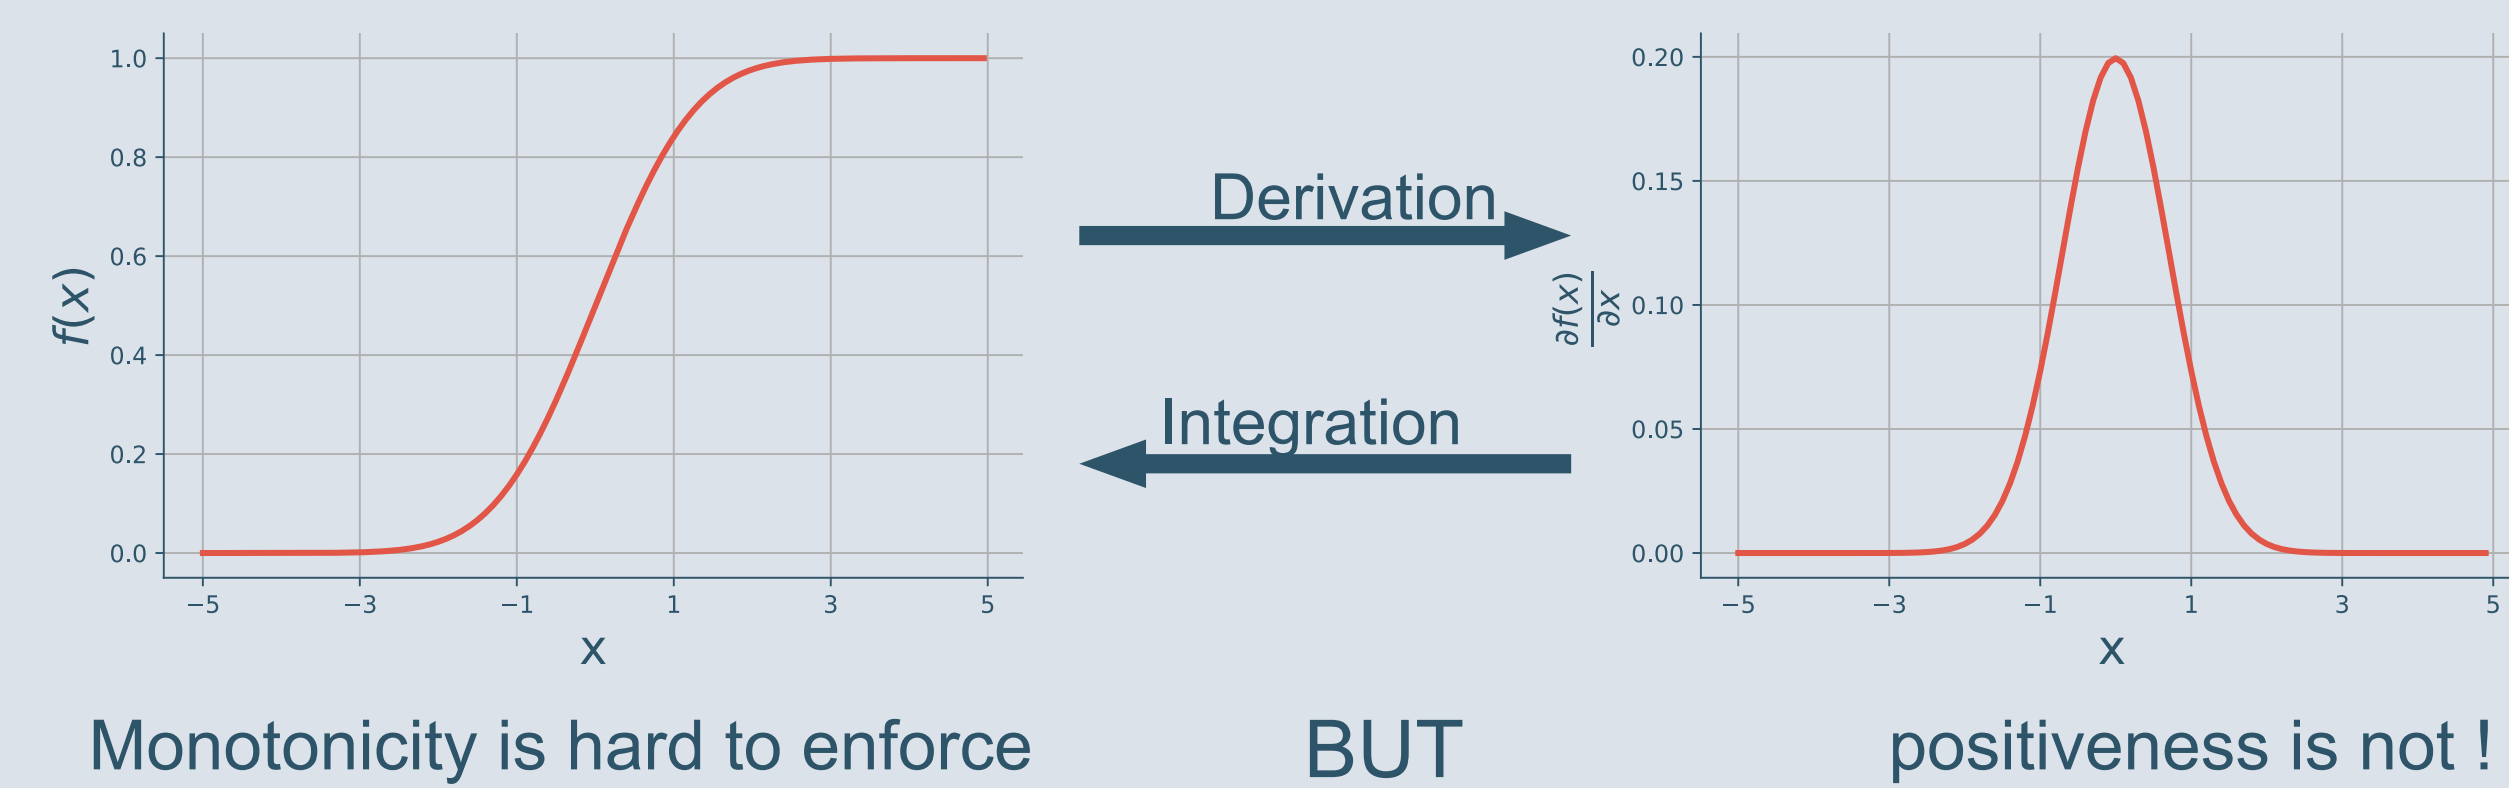 1.0
0.8
0.6
0.4
0.2
0.0
f(x)
−5 −3 −1 1 3 5
x
Derivation
Integration
0.20
0.15
0.10
0.05
0.00
∂f(x)
∂x
−5 −3 −1 1 3 5
x
Monotonicity is hard to enforce BUT positiveness is not !